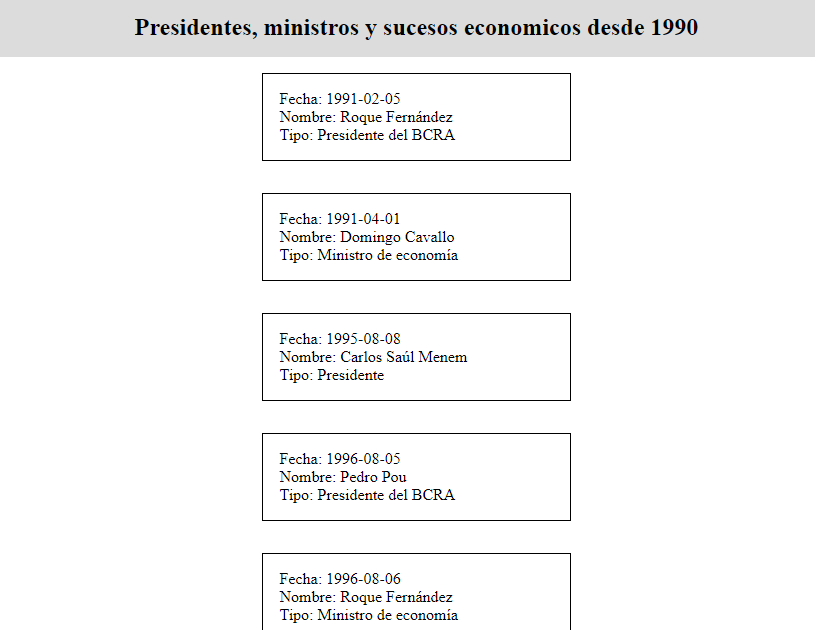 Presidentes, ministros y sucesos economicos desde 1990
Fecha: 1991-02-05
Nombre: Roque Fernández
Tipo: Presidente del BCRA
Fecha: 1991-04-01
Nombre: Domingo Cavallo
Tipo: Ministro de economía
Fecha: 1995-08-08
Nombre: Carlos Saúl Menem
Tipo: Presidente
Fecha: 1996-08-05
Nombre: Pedro Pou
Tipo: Presidente del BCRA
Fecha: 1996-08-06
Nombre: Roque Fernández
Tipo: Ministro de economía